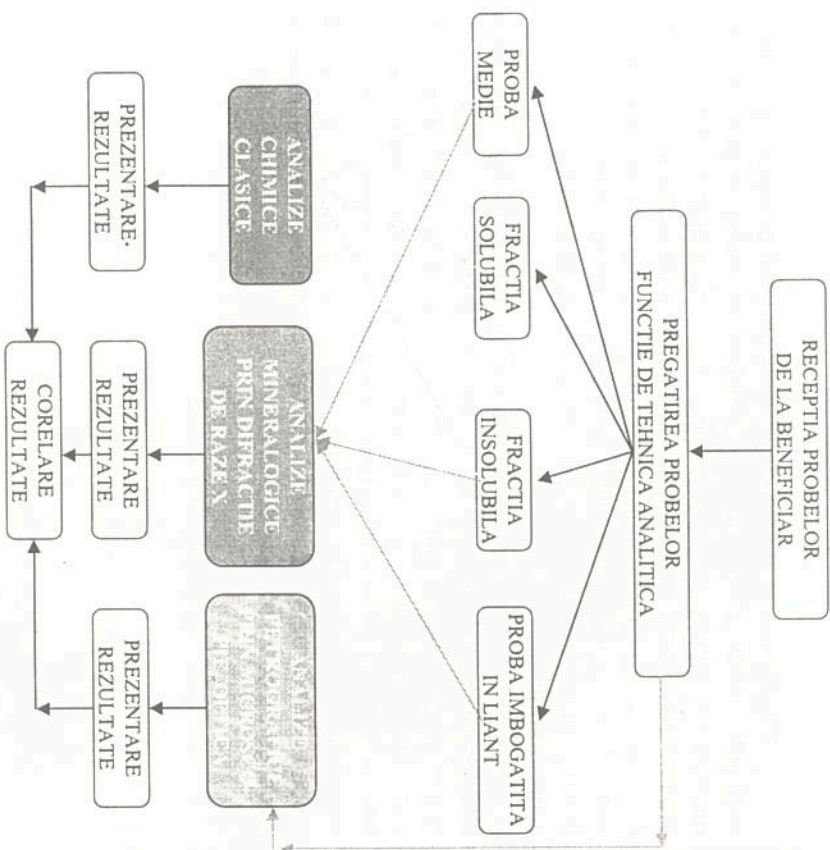 RECEPTIA PROBELOR
DE LA BENEFICIAR
PREGATIREA PROBELOR
FUNCTIE DE TEHNICA ANALITICA
PROBA
MEDIE
FRACTIA
SOLUBILA
FRACTIA
INSOLUBILA
PROBA IMBOGATITA
IN LIANT
ANALIZE
CHIMICE
CLASICE
ANALIZE
MINERALOGICE
PRIN DIFRACTIE
DE RAZE X
ANALIZE
PREZENTARE-
REZULTATE
PREZENTARE
REZULTATE
PREZENTARE
REZULTATE
CORELARE
REZULTATE